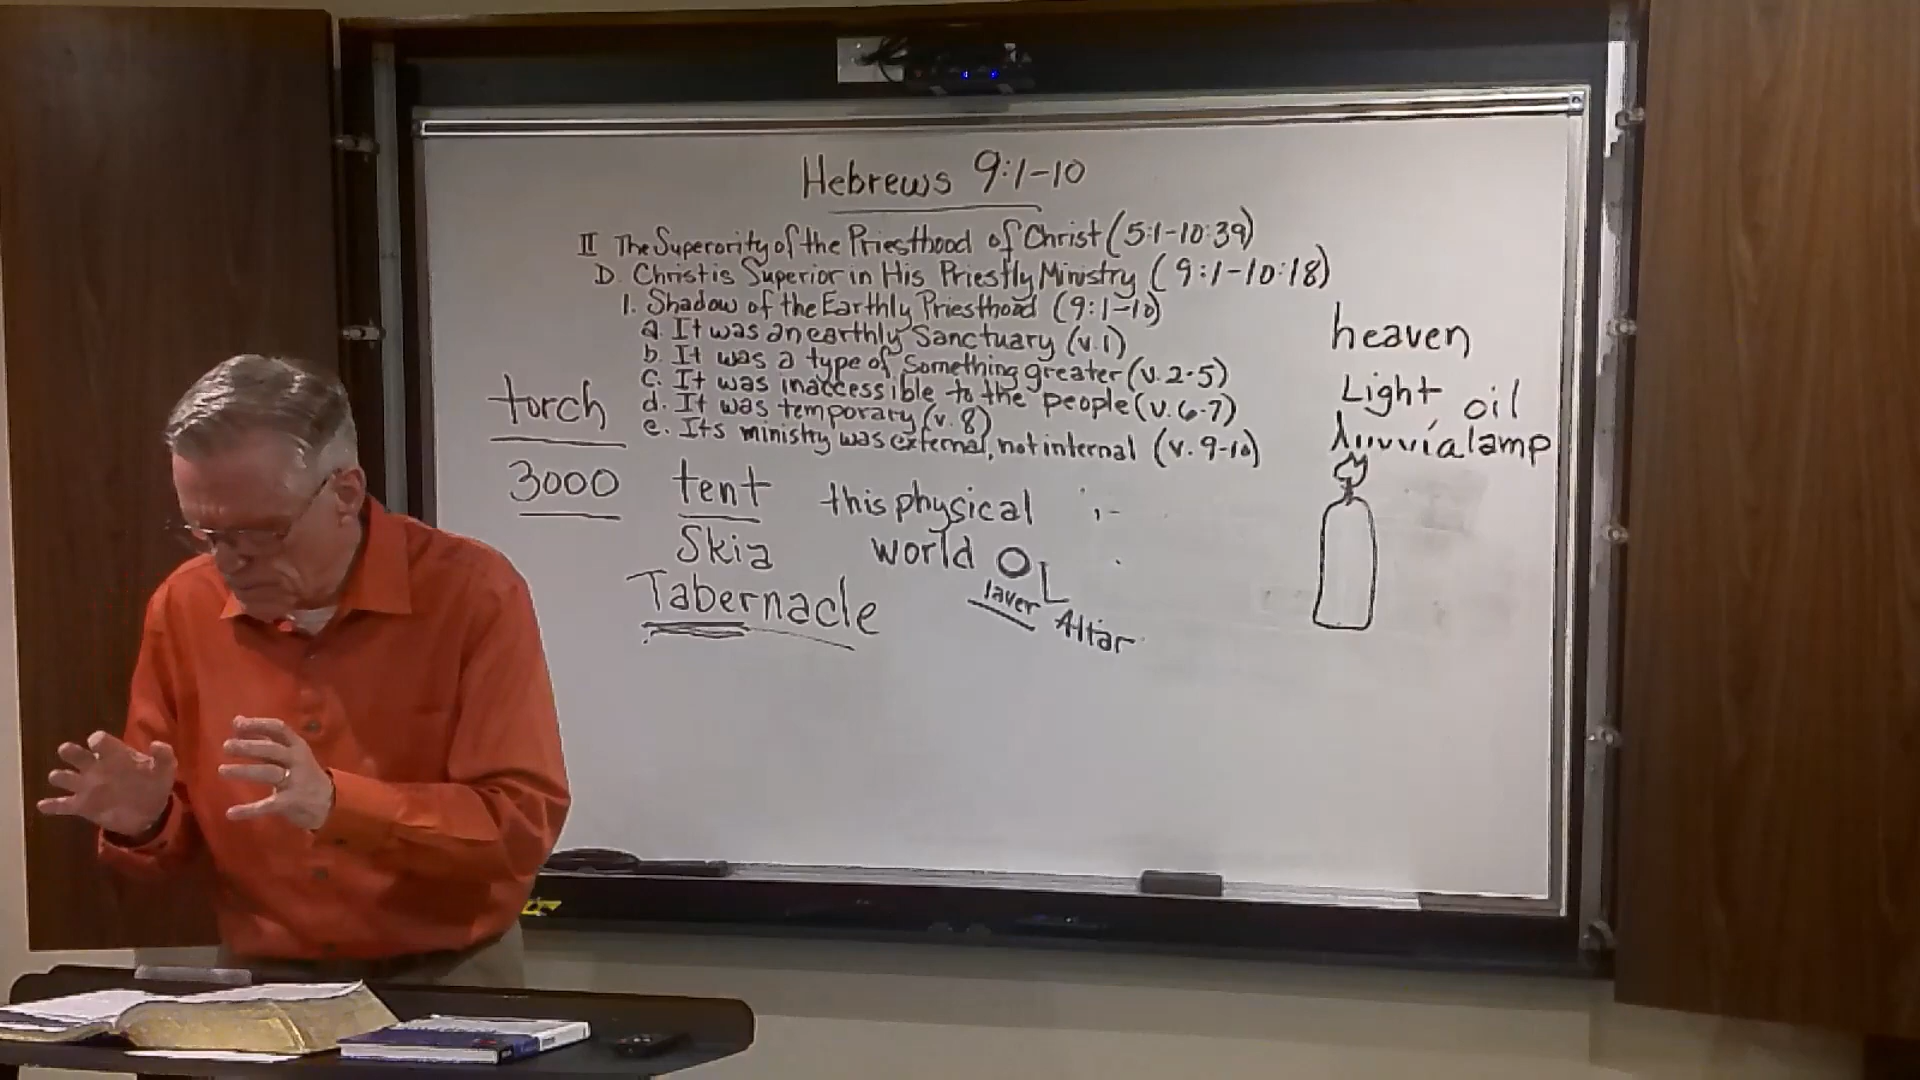 Hebrews 9:1-10
II The Superority of the Priesthood of Christ (5:1-10:39)
D. Christ is Superior in His Priestly Ministry (9:1-10:18)
1. Shadow of the Earthly Priesthood (9:1-10)
a. It was an earthly Sanctuary (v.1)
b. It was a type of Something greater (v.2-5)
c. It was inaccessible to the people (v.6-7)
d. It was temporary (v.8)
e. Its ministry was external, not internal (v.9-10)
torch
3000
tent
Skia
Tabernacle
this physical
world
laver
Altar
heaven
Light oil
lamp